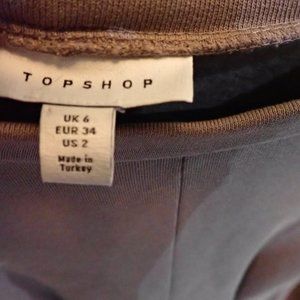 TOPSHOP
UK 6
EUR 34
US 2
Made in
Turkey